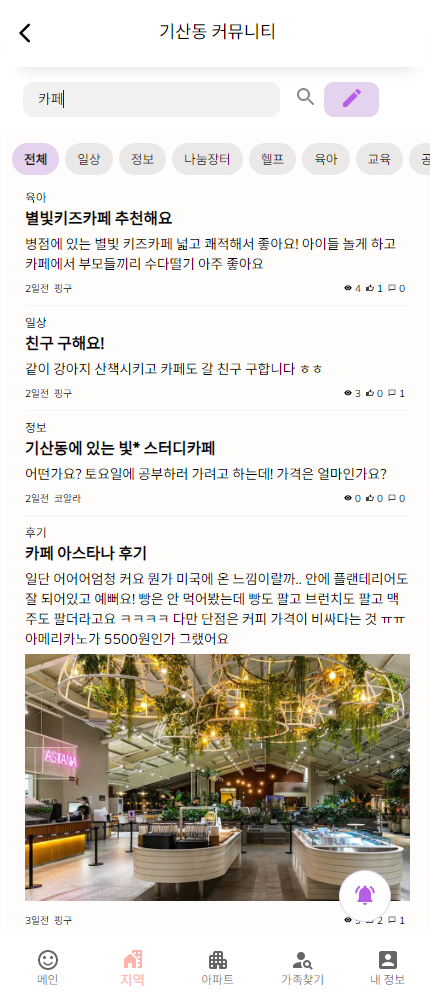 기산동 커뮤니티
카페
전체 일상 정보 나눔장터 헬프 육아 교육
육아
별빛키즈카페 추천해요
병점에 있는 별빛 키즈카페 넓고 쾌적해서 좋아요! 아이들 놀게 하고
카페에서 부모들끼리 수다떨기 아주 좋아요
2일전 핑구 4 1 0
일상
친구 구해요!
같이 강아지 산책시키고 카페도 갈 친구 구합니다 ㅎㅎ
2일전 핑구 3 0 1
정보
기산동에 있는 빛* 스터디카페
어떤가요? 토요일에 공부하러 가려고 하는데! 가격은 얼마인가요?
2일전 코알라 0 0 0
후기
카페 아스타나 후기
일단 어어어엄청 커요 뭔가 미국에 온 느낌이랄까.. 안에 플랜테리어도
잘 되어있고 예뻐요! 빵은 안 먹어봤는데 빵도 팔고 브런치도 팔고 맥
주도 팔더라고요 ㅋㅋㅋㅋ 다만 단점은 커피 가격이 비싸다는 것 ㅠㅠ
아메리카노가 5500원인가 그랬어요
ASTANA
3일전 핑구 2 1
메인 지역 아파트 가족찾기 내 정보